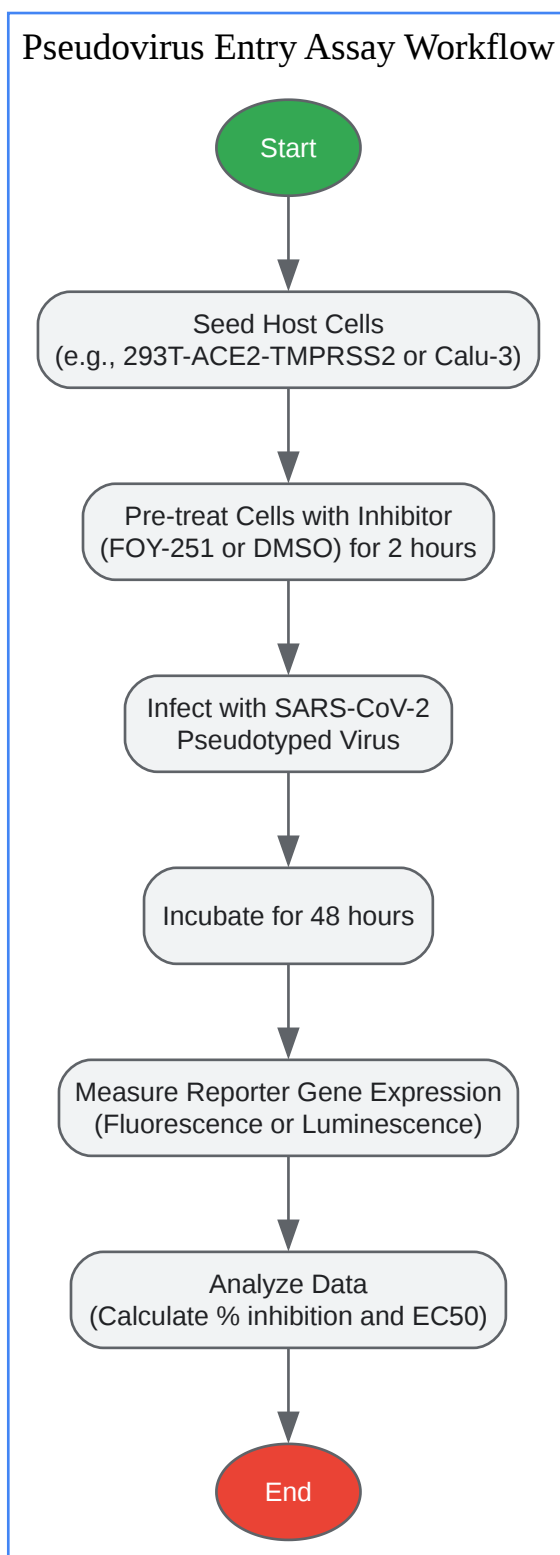 Pseudovirus Entry Assay Workflow
Start
Seed Host Cells
(e.g., 293T-ACE2-TMPRSS2 or Calu-3)
Pre-treat Cells with Inhibitor
(FOY-251 or DMSO) for 2 hours
Infect with SARS-CoV-2
Pseudotyped Virus
Incubate for 48 hours
Measure Reporter Gene Expression
(Fluorescence or Luminescence)
Analyze Data
(Calculate % inhibition and EC50)
End